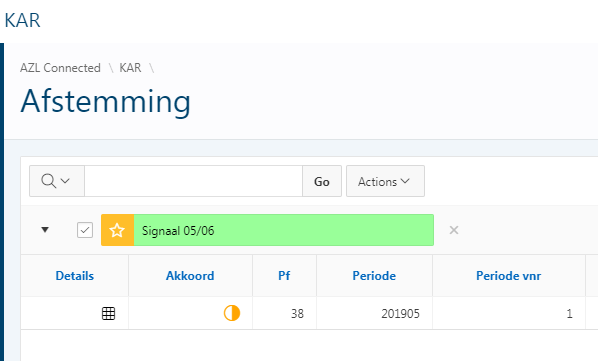 KAR
AZL Connected \ KAR \
Afstemming
Go Actions
Signaal 05/06
Details Akkoord Pf Periode Periode vnr
38 201905 1